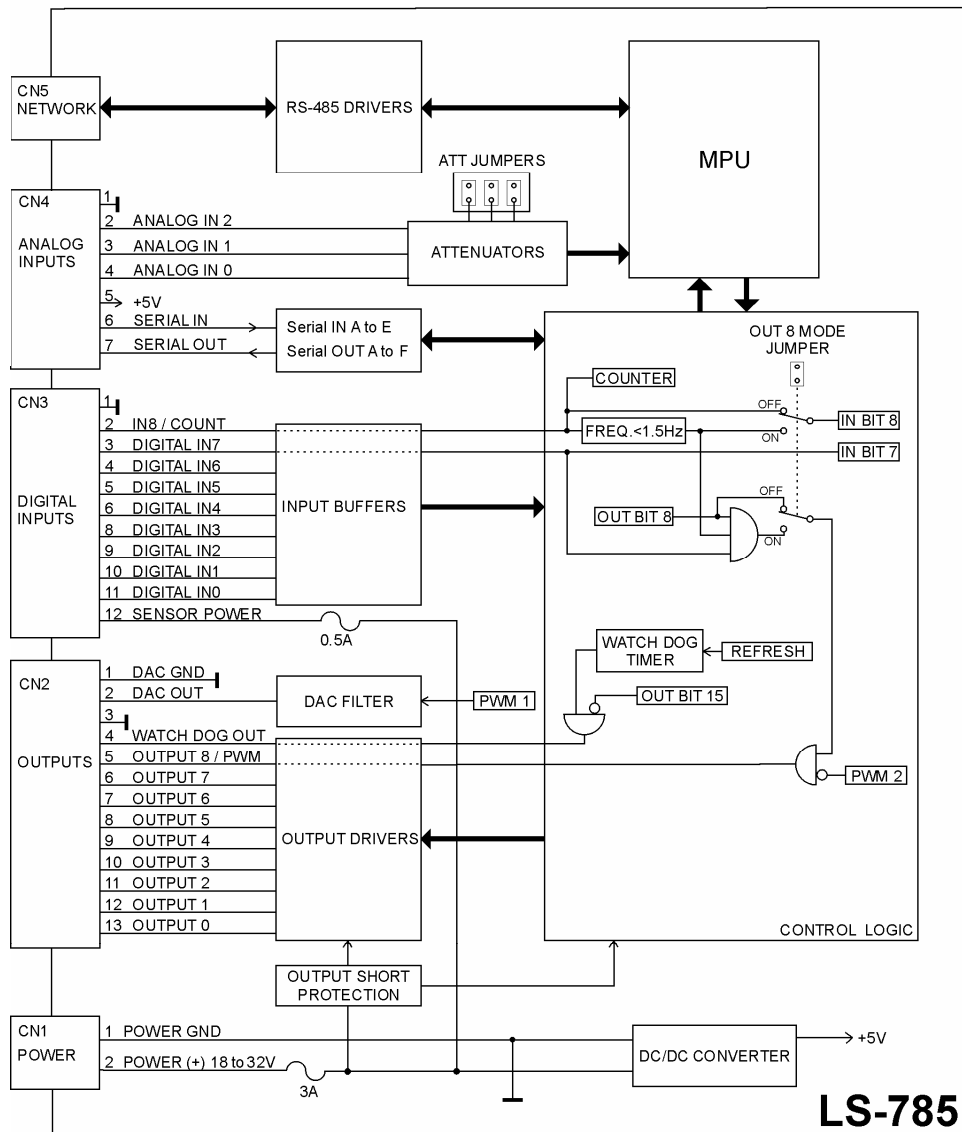 CN5
NETWORK
RS-485 DRIVERS
MPU
ATT JUMPERS
CN4
ANALOG
INPUTS
1
2 ANALOG IN 2
3 ANALOG IN 1
4 ANALOG IN 0
5 +5V
6 SERIAL IN
7 SERIAL OUT
ATTENUATORS
Serial IN A to E
Serial OUT A to F
OUT 8 MODE
JUMPER
COUNTER
OFF
FREQ.<1.5Hz
ON
IN BIT 8
IN BIT 7
OUT BIT 8
OFF
ON
CN3
DIGITAL
INPUTS
1
2 IN8 / COUNT
3 DIGITAL IN7
4 DIGITAL IN6
5 DIGITAL IN5
6 DIGITAL IN4
8 DIGITAL IN3
9 DIGITAL IN2
10 DIGITAL IN1
11 DIGITAL IN0
12 SENSOR POWER
INPUT BUFFERS
0.5A
WATCH DOG
TIMER
REFRESH
OUT BIT 15
CN2
OUTPUTS
1 DAC GND
2 DAC OUT
3
4 WATCH DOG OUT
5 OUTPUT 8 / PWM
6 OUTPUT 7
7 OUTPUT 6
8 OUTPUT 5
9 OUTPUT 4
10 OUTPUT 3
11 OUTPUT 2
12 OUTPUT 1
13 OUTPUT 0
DAC FILTER
PWM 1
PWM 2
OUTPUT DRIVERS
CONTROL LOGIC
OUTPUT SHORT
PROTECTION
CN1
POWER
1 POWER GND
2 POWER (+) 18 to 32V
3A
DC/DC CONVERTER
+5V
LS-785